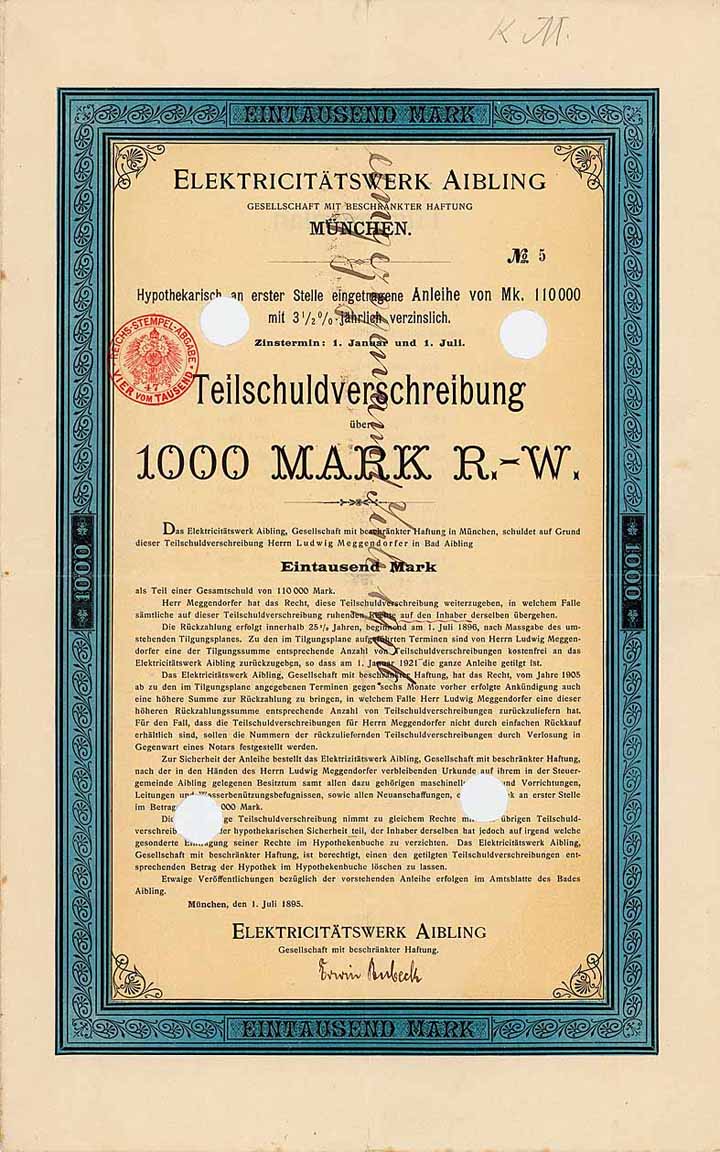 K M.
EINTAUSEND MARK
ELEKTRICITÄTSWERK AIBLING
GESELLSCHAFT MIT BESCHRÄNKTER HAFTUNG
MÜNCHEN.
№ 5
Hypothekarisch an erster Stelle eingetragene Anleihe von Mk. 110000
mit 3½% jährlich verzinslich.
Zinstermin: 1. Januar und 1. Juli.
REICHS-STEMPEL-ABGABE
47
VIER VOM TAUSEND
Teilschuldverschreibung
über
1000 MARK R.-W.
1000
1000
Das Elektricitätswerk Aibling, Gesellschaft mit beschränkter Haftung in München, schuldet auf Grund
dieser Teilschuldverschreibung Herrn Ludwig Meggendorfer in Bad Aibling
Eintausend Mark
als Teil einer Gesamtschuld von 110000 Mark.
Herr Meggendorfer hat das Recht, diese Teilschuldverschreibung weiterzugeben, in welchem Falle
sämtliche auf dieser Teilschuldverschreibung ruhenden Rechte auf den Inhaber derselben übergehen.
Die Rückzahlung erfolgt innerhalb 25½ Jahren, beginnend am 1. Juli 1896, nach Massgabe des um-
stehenden Tilgungsplanes. Zu den im Tilgungsplane aufgeführten Terminen sind von Herrn Ludwig Meggen-
dorfer eine der Tilgungssumme entsprechende Anzahl von Teilschuldverschreibungen kostenfrei an das
Elektricitätswerk Aibling zurückzugeben, so dass am 1. Januar 1921 die ganze Anleihe getilgt ist.
Das Elektricitätswerk Aibling, Gesellschaft mit beschränkter Haftung, hat das Recht, vom Jahre 1905
ab zu den im Tilgungsplane angegebenen Terminen gegen sechs Monate vorher erfolgte Ankündigung auch
eine höhere Summe zur Rückzahlung zu bringen, in welchem Falle Herr Ludwig Meggendorfer eine dieser
höheren Rückzahlungssumme entsprechende Anzahl von Teilschuldverschreibungen zurückzuliefern hat.
Für den Fall, dass die Teilschuldverschreibungen für Herrn Meggendorfer nicht durch einfachen Rückkauf
erhältlich sind, sollen die Nummern der rückzuliefernden Teilschuldverschreibungen durch Verlosung in
Gegenwart eines Notars festgestellt werden.
Zur Sicherheit der Anleihe bestellt das Elektrizitätswerk Aibling, Gesellschaft mit beschränkter Haftung,
nach der in den Händen des Herrn Ludwig Meggendorfer verbleibenden Urkunde auf ihrem in der Steuer-
gemeinde Aibling gelegenen Besitztum samt allen dazu gehörigen maschinellen und Vorrichtungen,
Leitungen und Wasserbenützungsbefugnissen, sowie allen Neuanschaffungen, an erster Stelle
im Betrag 000 Mark.
Teilschuldverschreibung nimmt zu gleichem Rechte mit übrigen Teilschuld-
verschreib der hypothekarischen Sicherheit teil, der Inhaber derselben hat jedoch auf irgend welche
gesonderte Eintragung seiner Rechte im Hypothekenbuche zu verzichten. Das Elektricitätswerk Aibling,
Gesellschaft mit beschränkter Haftung, ist berechtigt, einen den getilgten Teilschuldverschreibungen ent-
sprechenden Betrag der Hypothek im Hypothekenbuche löschen zu lassen.
Etwaige Veröffentlichungen bezüglich der vorstehenden Anleihe erfolgen im Amtsblatte des Bades
Aibling.
München, den 1. Juli 1895.
ELEKTRICITÄTSWERK AIBLING
Gesellschaft mit beschränkter Haftung.
Erwin Bubeck
EINTAUSEND MARK